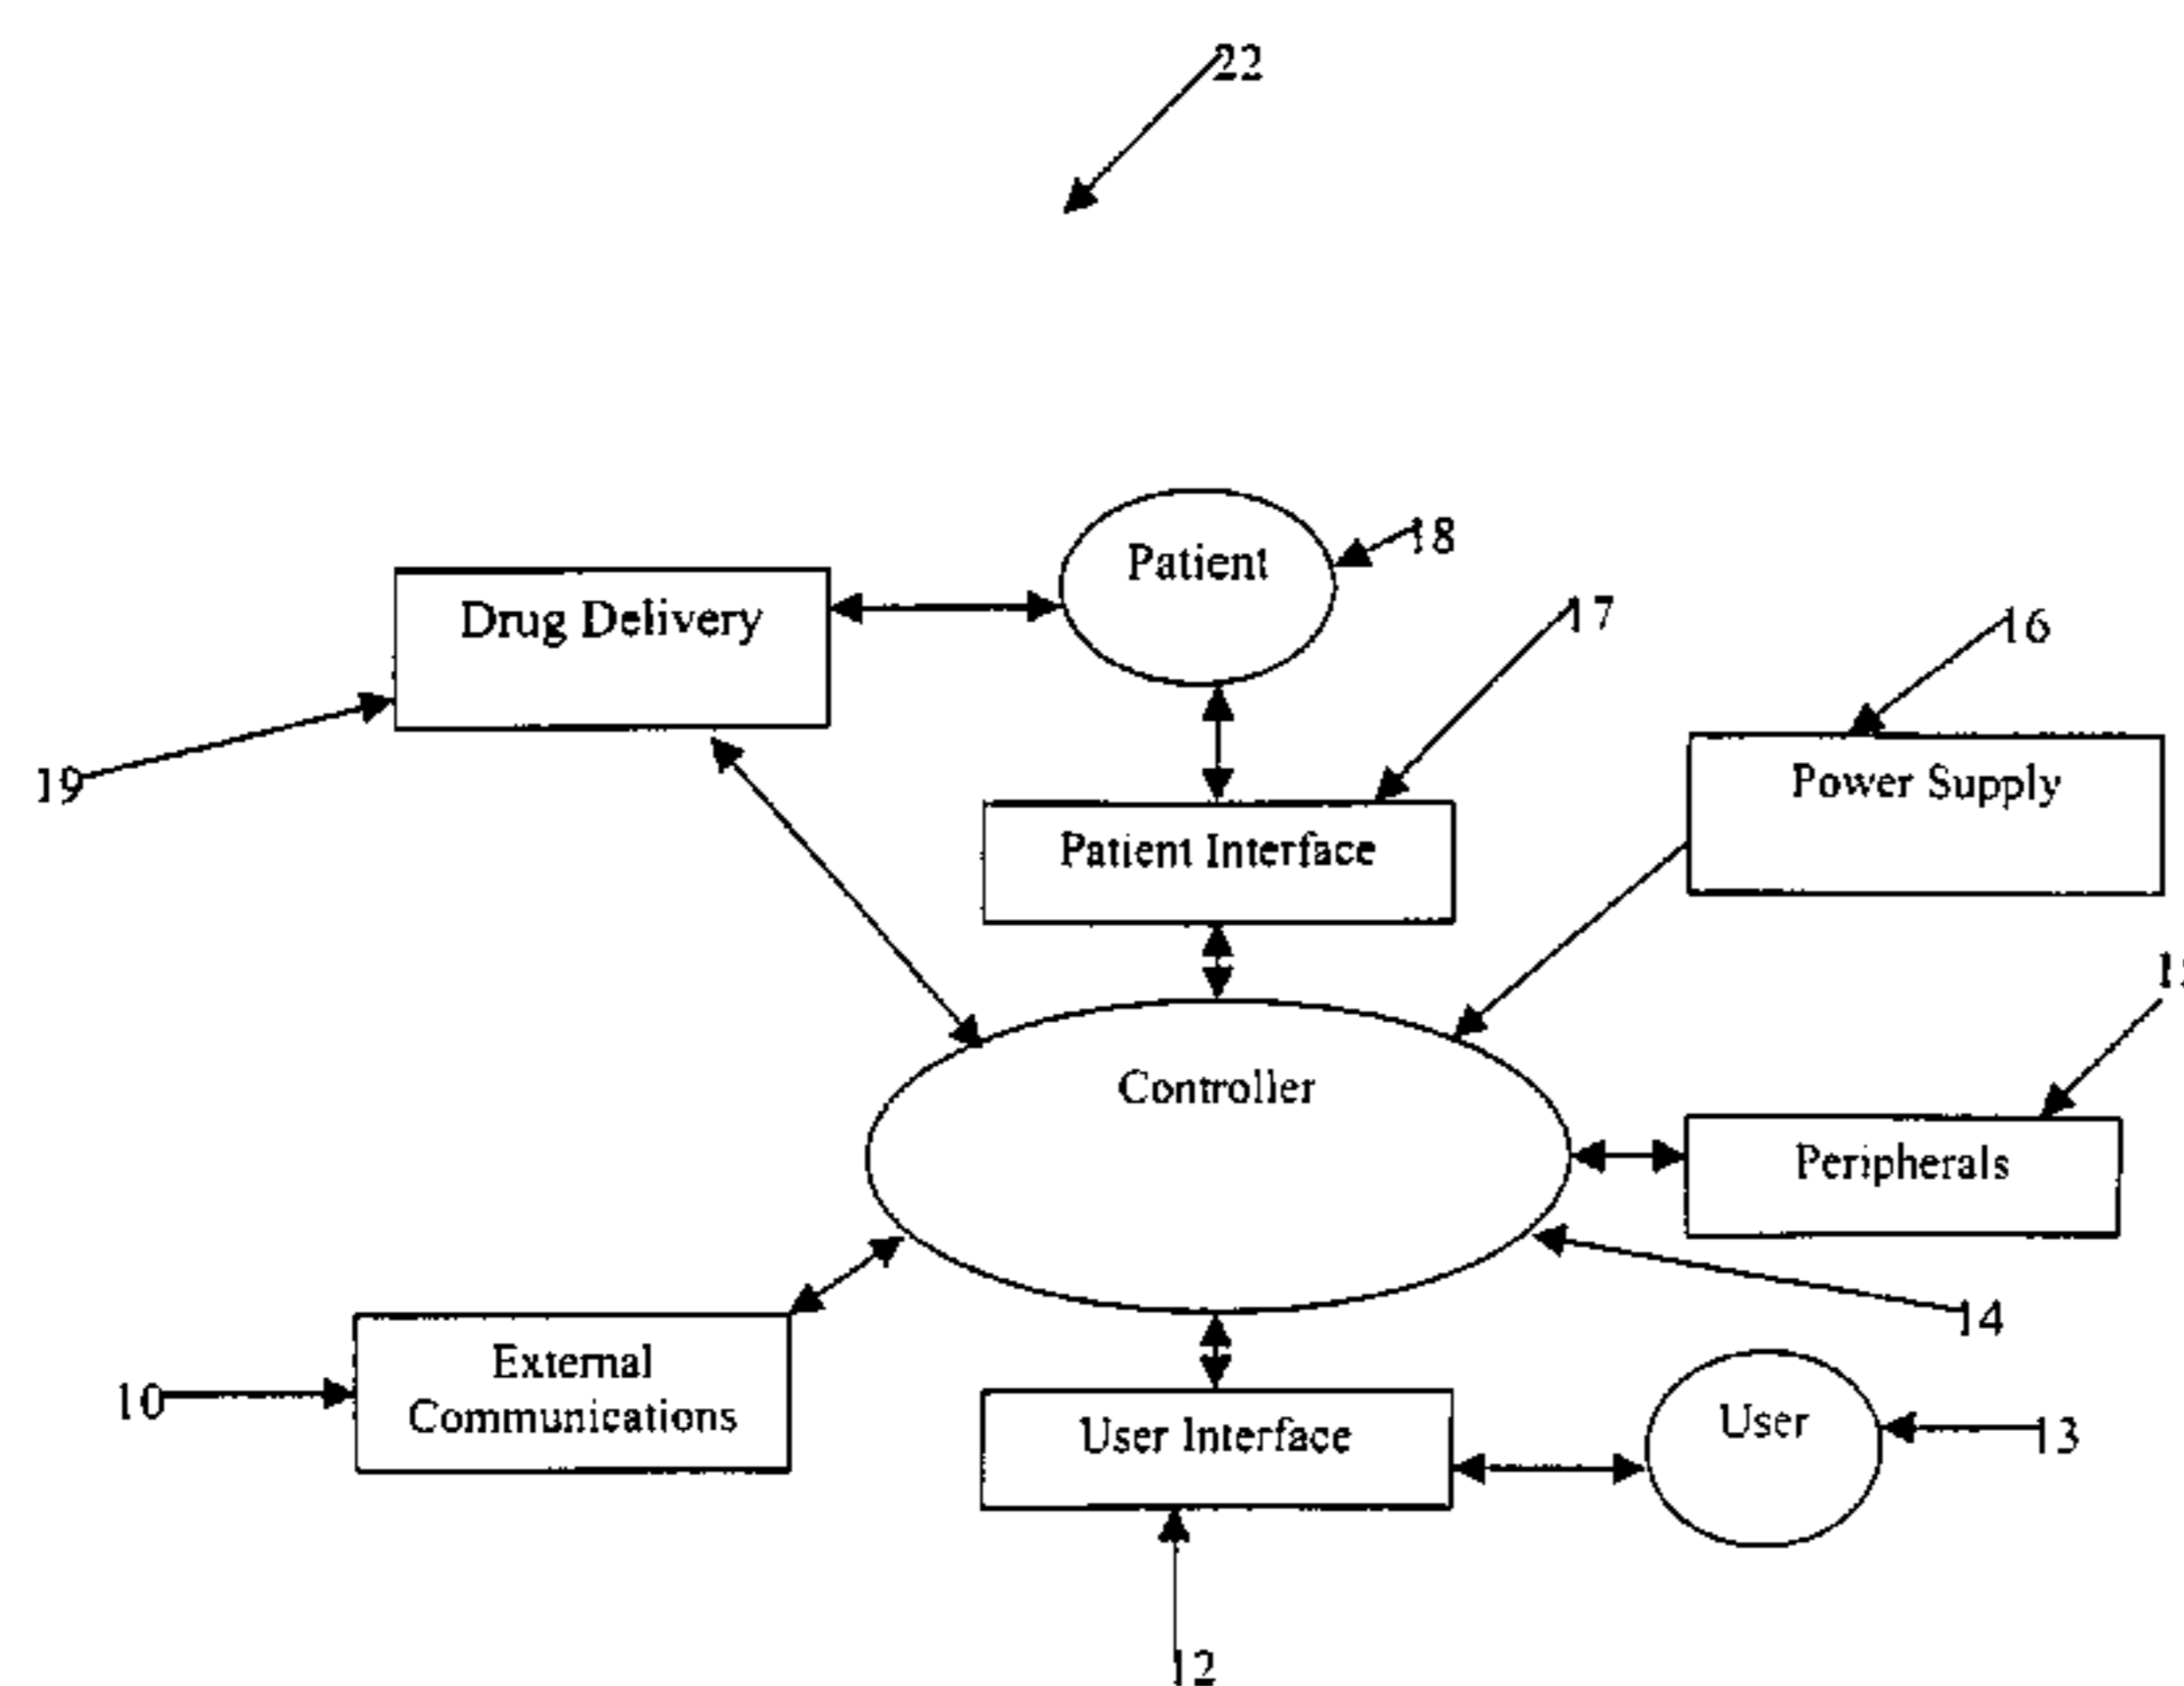 22
Patient
18
Drug Delivery
17
16
Power Supply
19
Patient Interface
Controller
Peripherals
14
External
Communications
10
User Interface
User
13
12